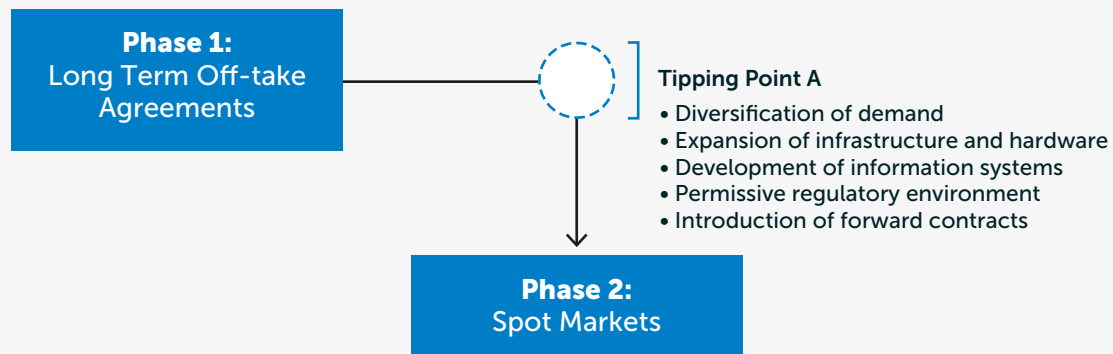 Phase 1:
Long Term Off-take
Agreements
Tipping Point A
• Diversification of demand
• Expansion of infrastructure and hardware
• Development of information systems
• Permissive regulatory environment
• Introduction of forward contracts
Phase 2:
Spot Markets